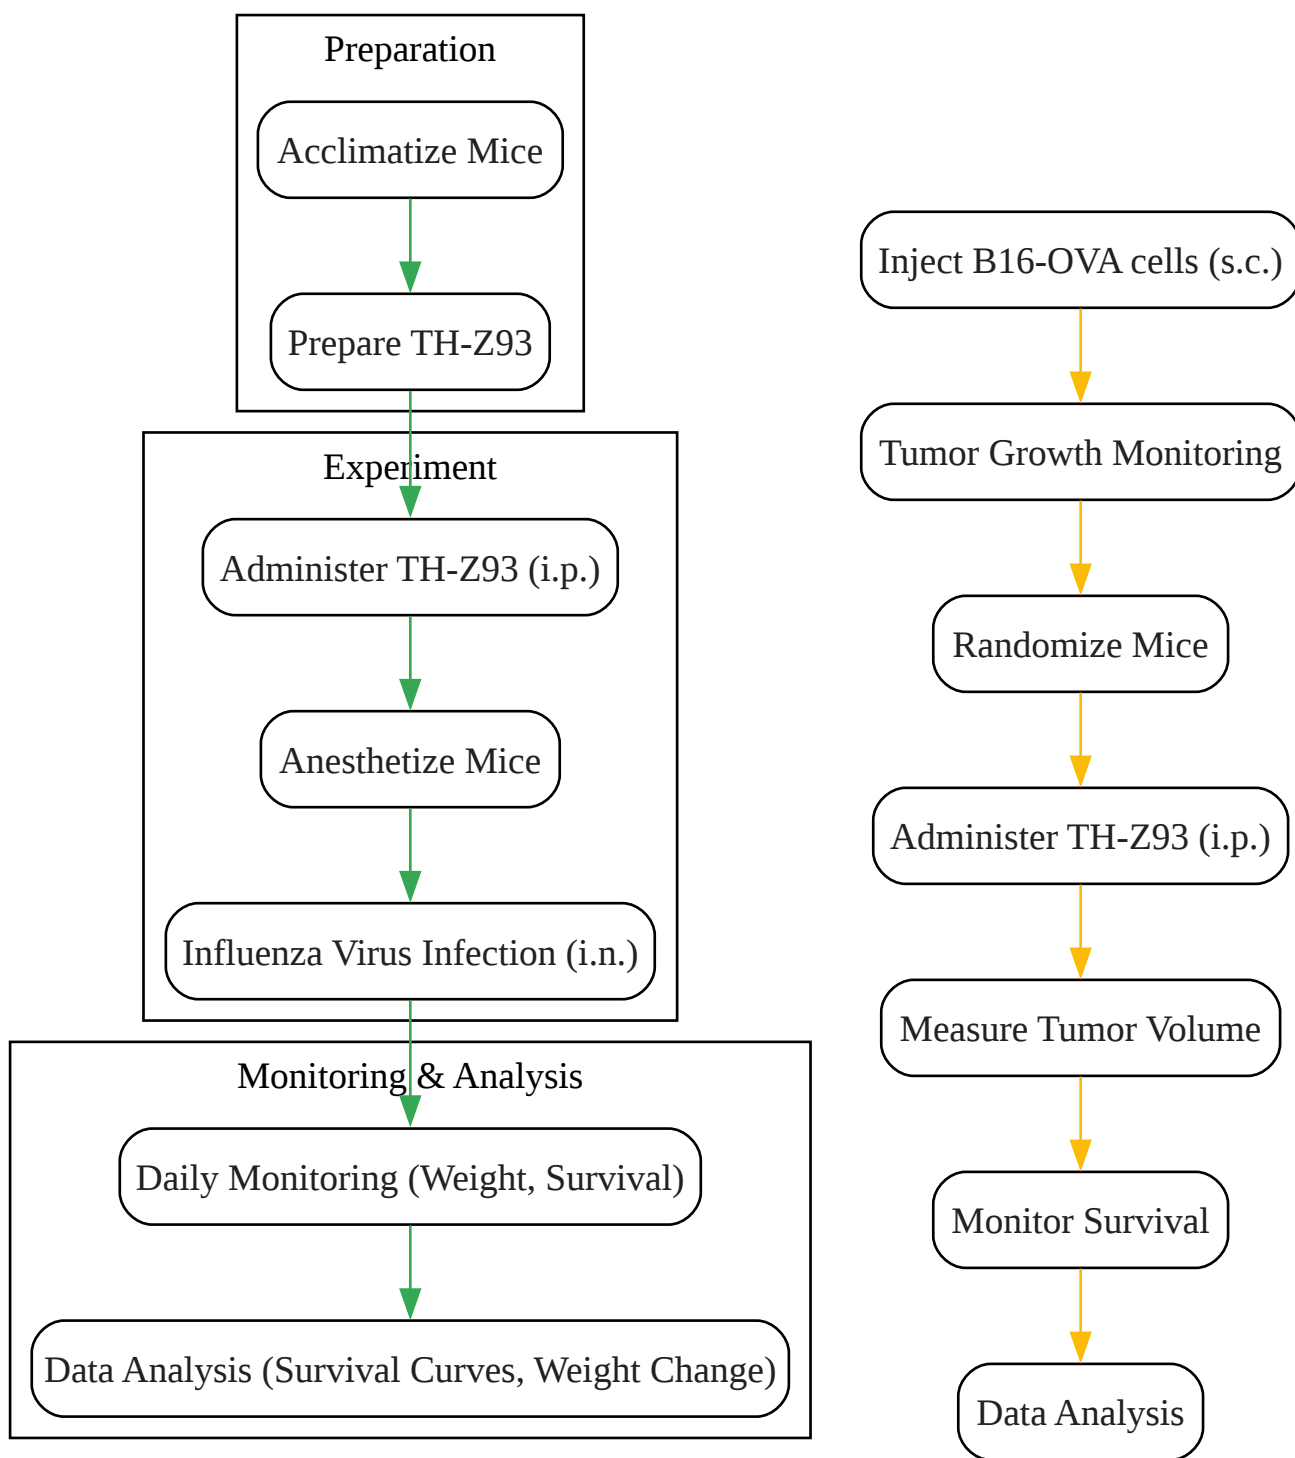 Preparation
Acclimatize Mice
Prepare TH-Z93
Experiment
Administer TH-Z93 (i.p.)
Anesthetize Mice
Influenza Virus Infection (i.n.)
Monitoring & Analysis
Daily Monitoring (Weight, Survival)
Data Analysis (Survival Curves, Weight Change)
Inject B16-OVA cells (s.c.)
Tumor Growth Monitoring
Randomize Mice
Administer TH-Z93 (i.p.)
Measure Tumor Volume
Monitor Survival
Data Analysis